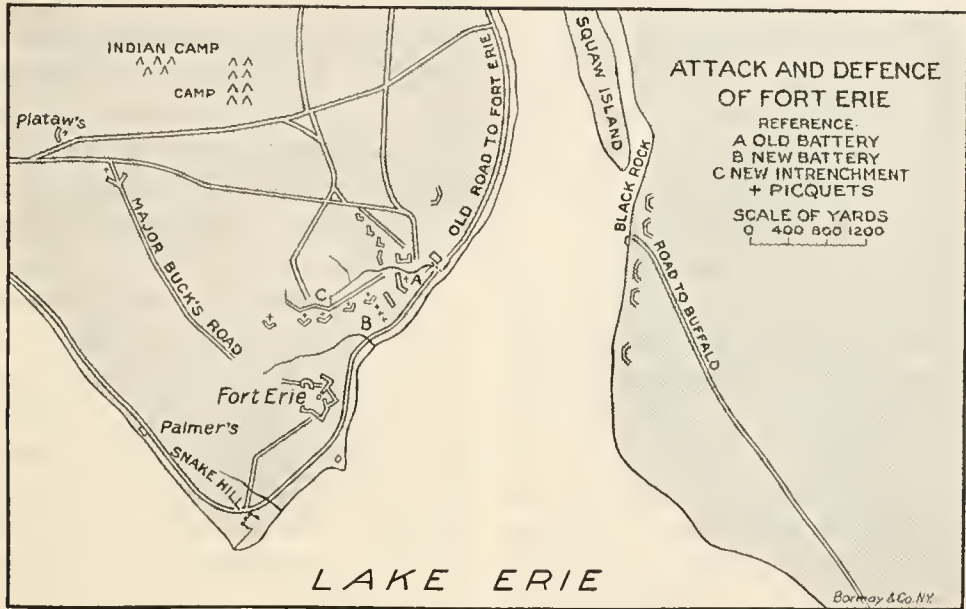 INDIAN CAMP
CAMP
Plataw's
MAJOR BUCK'S ROAD
OLD ROAD TO FORT ERIE
SQUAW ISLAND
BLACK ROCK
ROAD TO BUFFALO
ATTACK AND DEFENCE
OF FORT ERIE
REFERENCE
A OLD BATTERY
B NEW BATTERY
C NEW INTRENCHMENT
+ PICQUETS
SCALE OF YARDS
0 400 800 1200
A
C
B
Fort Erie
Palmer's
SNAKE HILL
LAKE ERIE
Bormay & Co. N.Y.